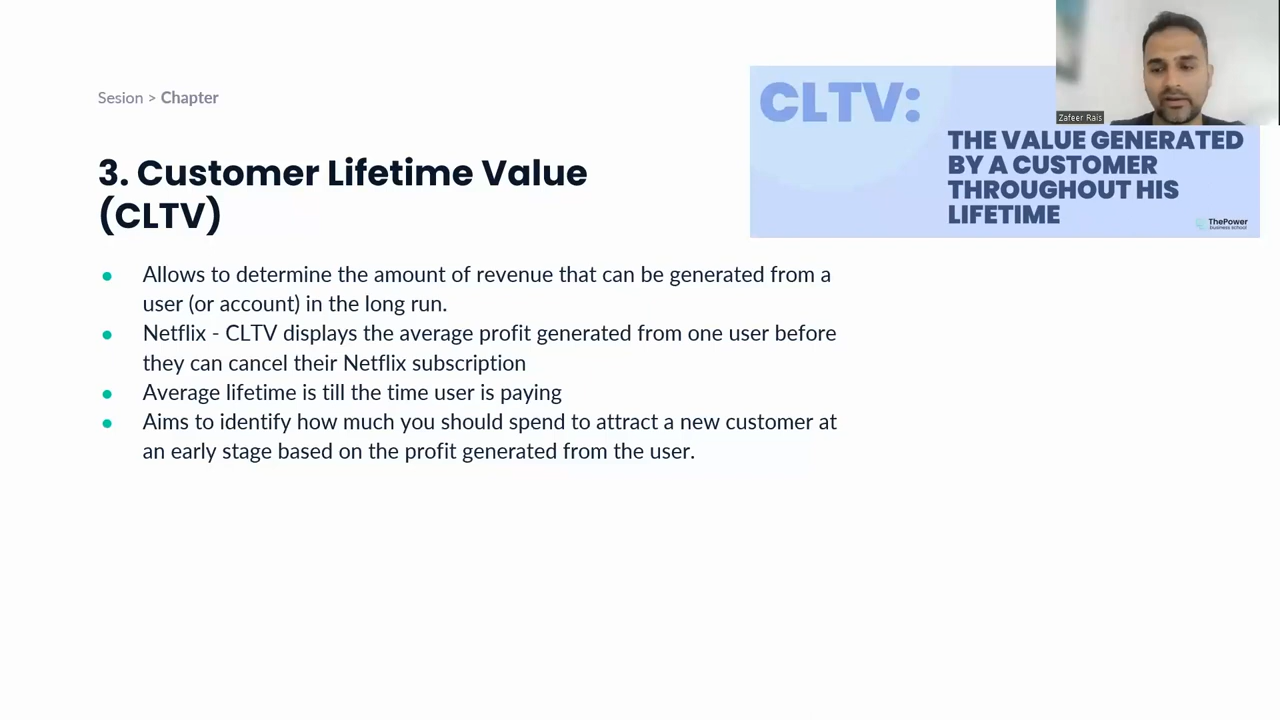 Sesion > Chapter
3. Customer Lifetime Value
(CLTV)
Allows to determine the amount of revenue that can be generated from a
user (or account) in the long run.
Netflix - CLTV displays the average profit generated from one user before
they can cancel their Netflix subscription
Average lifetime is till the time user is paying
Aims to identify how much you should spend to attract a new customer at
an early stage based on the profit generated from the user.
CLTV:
THE VALUE GENERATED
BY A CUSTOMER
THROUGHOUT HIS
LIFETIME
ThePower
business school
Zafeer Rais